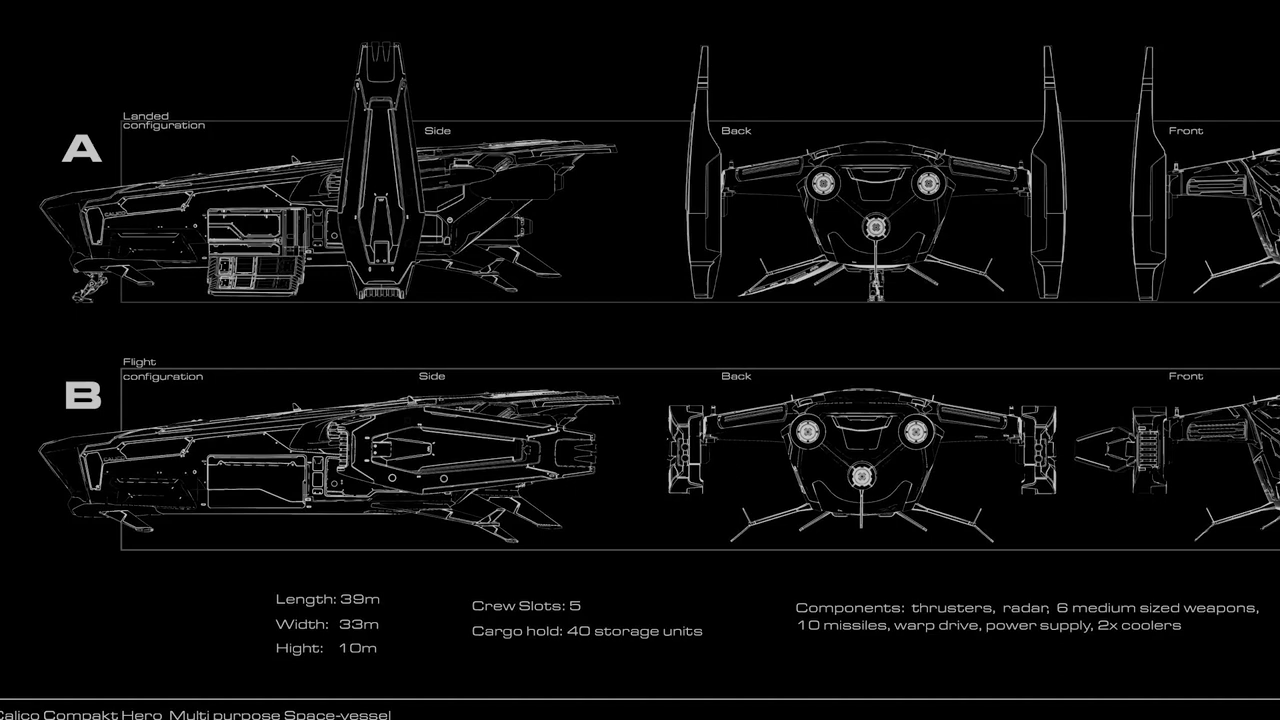 Landed
configuration
A
Side
Back
Front
CALICO
Flight
B
configuration
Side
Back
Front
Length: 39m
Width: 33m
Hight: 10m
Crew Slots: 5
Cargo hold: 40 storage units
Components: thrusters, radar, 6 medium sized weapons,
10 missiles, warp drive, power supply, 2x coolers
Calico Compakt Hero Multi purpose Space-vessel